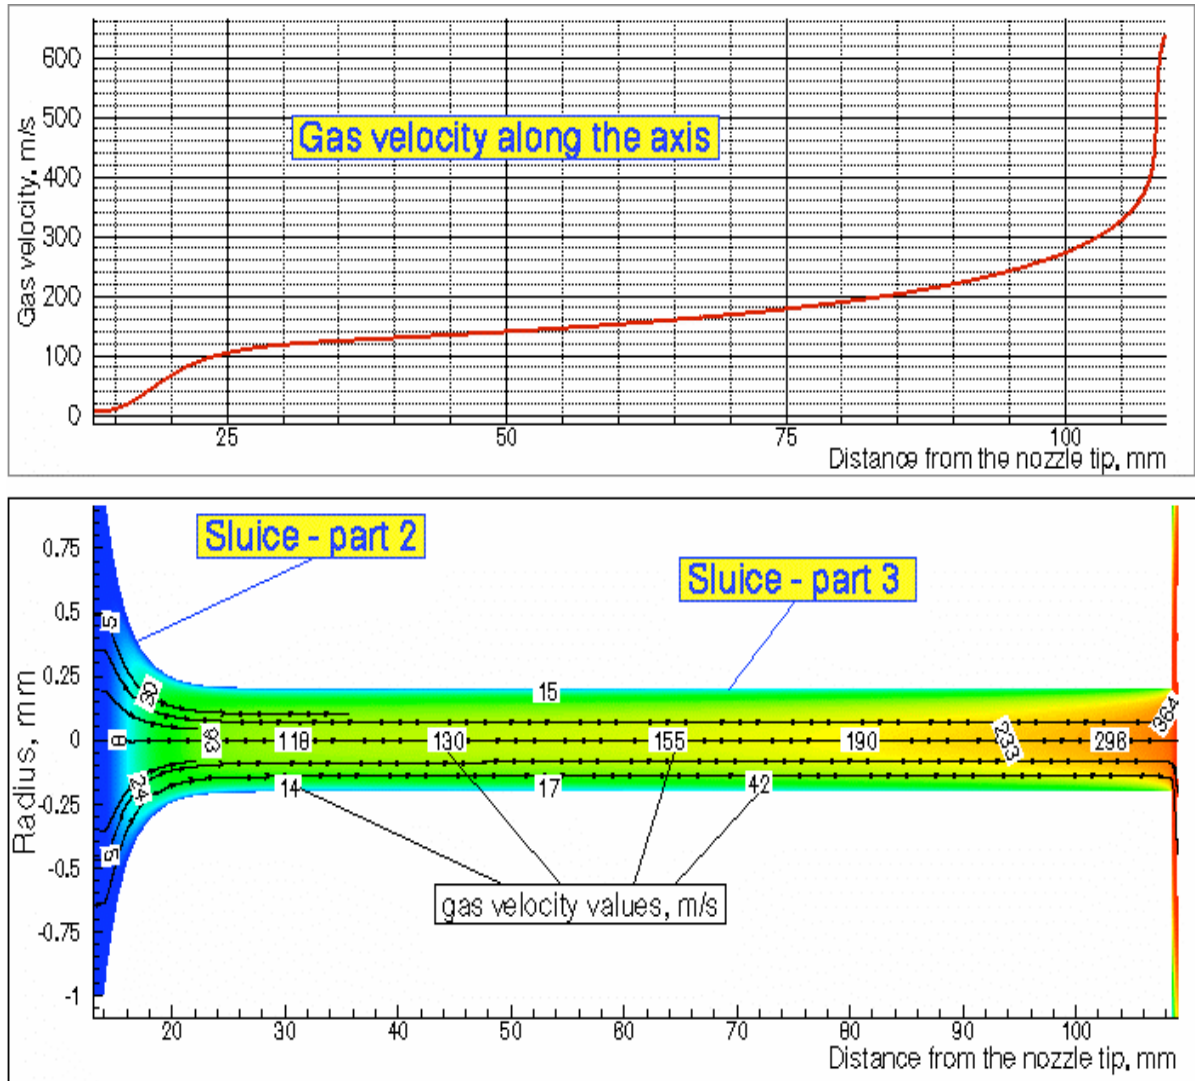 600
500
400
300
200
100
0
Gas velocity, m/s
Gas velocity along the axis
25 50 75 100
Distance from the nozzle tip, mm
0.75
0.5
0.25
0
-0.25
-0.5
-0.75
-1
Radius, mm
Sluice - part 2
Sluice - part 3
5
30
15
364
8 93 118 130 155 190 233 296
24
14 17 42
5
gas velocity values, m/s
20 30 40 50 60 70 80 90 100
Distance from the nozzle tip, mm